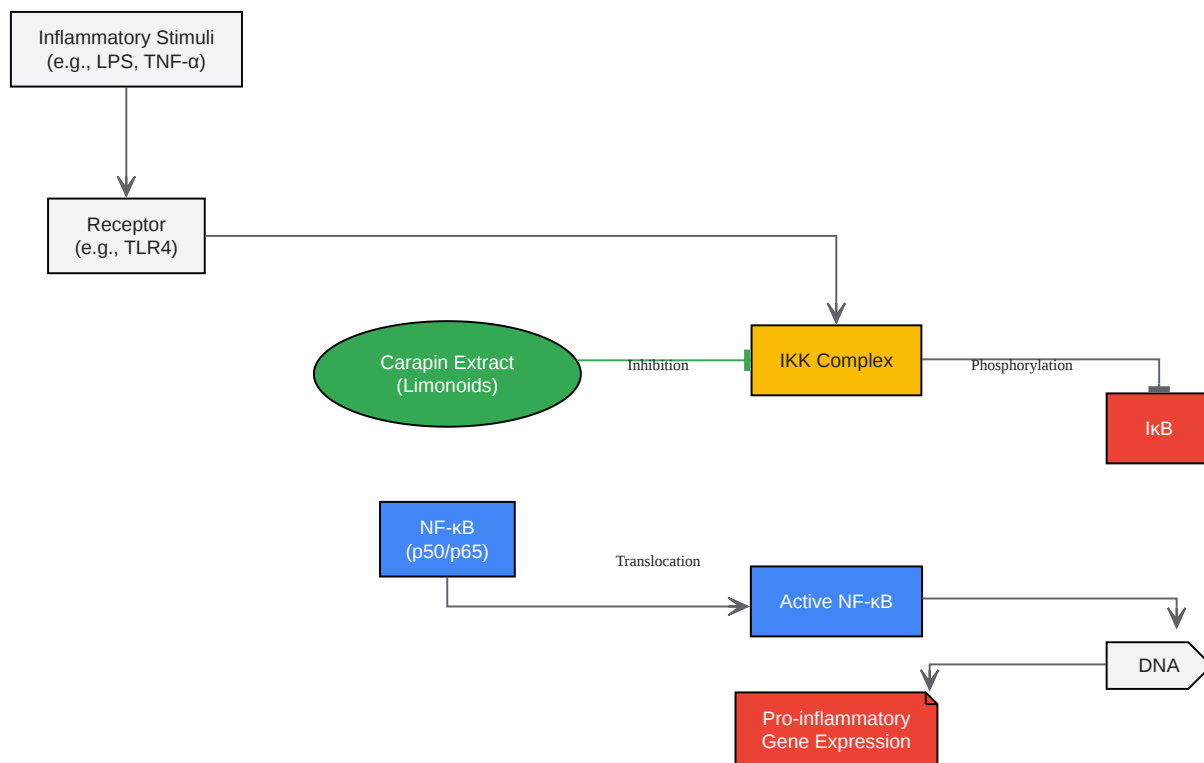 Inflammatory Stimuli
(e.g., LPS, TNF-α)
Receptor
(e.g., TLR4)
Carapin Extract
(Limonoids)
Inhibition
IKK Complex
Phosphorylation
IκB
NF-κB
(p50/p65)
Translocation
Active NF-κB
DNA
Pro-inflammatory
Gene Expression